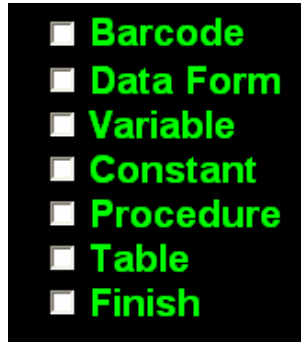 Barcode
Data Form
Variable
Constant
Procedure
Table
Finish